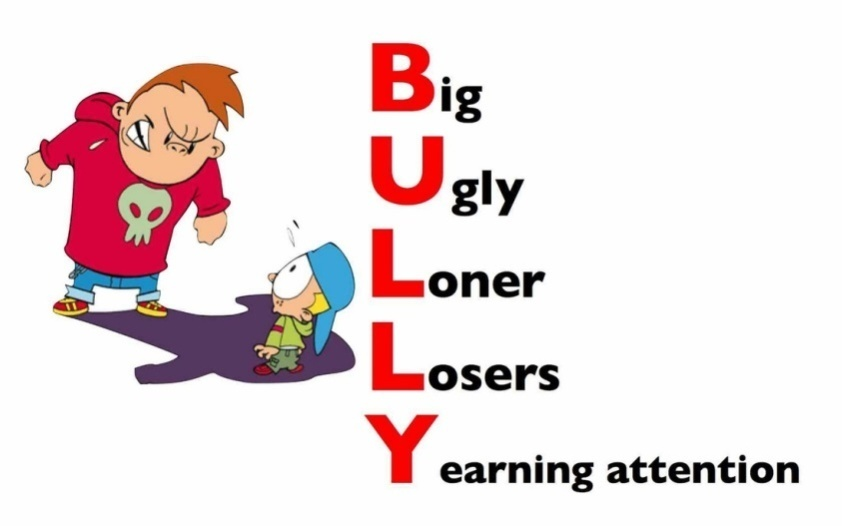 Big
Ugly
Loner
Losers
Yearning attention